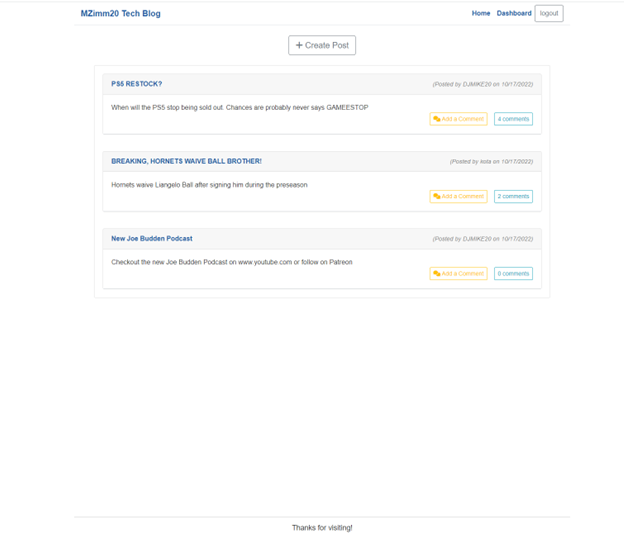 MZimm20 Tech Blog
Home Dashboard logout
+ Create Post
PS5 RESTOCK?
(Posted by DJMIKE20 on 10/17/2022)
When will the PS5 stop being sold out. Chances are probably never says GAMEESTOP
Add a Comment 4 comments
BREAKING, HORNETS WAIVE BALL BROTHER!
(Posted by kota on 10/17/2022)
Hornets waive Liangelo Ball after signing him during the preseason
Add a Comment 2 comments
New Joe Budden Podcast
(Posted by DJMIKE20 on 10/17/2022)
Checkout the new Joe Budden Podcast on www.youtube.com or follow on Patreon
Add a Comment 0 comments
Thanks for visiting!